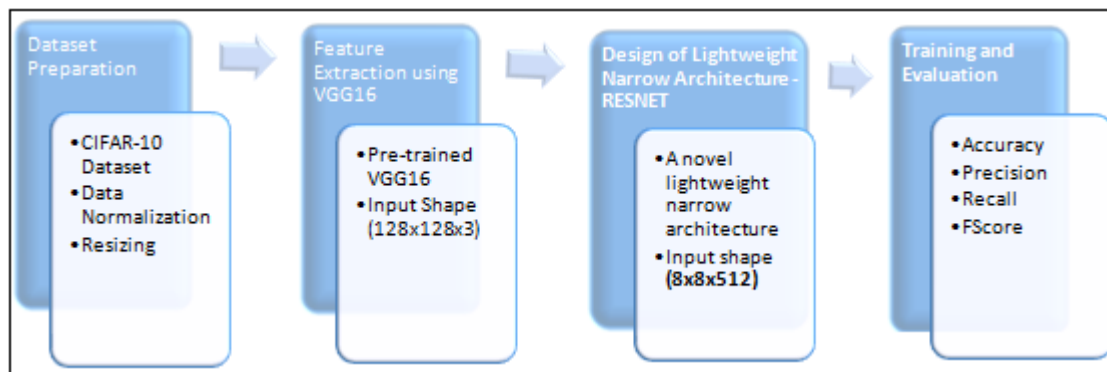 Dataset
Preparation
•CIFAR-10
Dataset
•Data
Normalization
•Resizing
Feature
Extraction using
VGG16
•Pre-trained
VGG16
•Input Shape
(128x128x3)
Design of Lightweight
Narrow Architecture-
RESNET
•A novel
lightweight
narrow
architecture
•Input shape
(8x8x512)
Training and
Evaluation
•Accuracy
•Precision
•Recall
•FScore